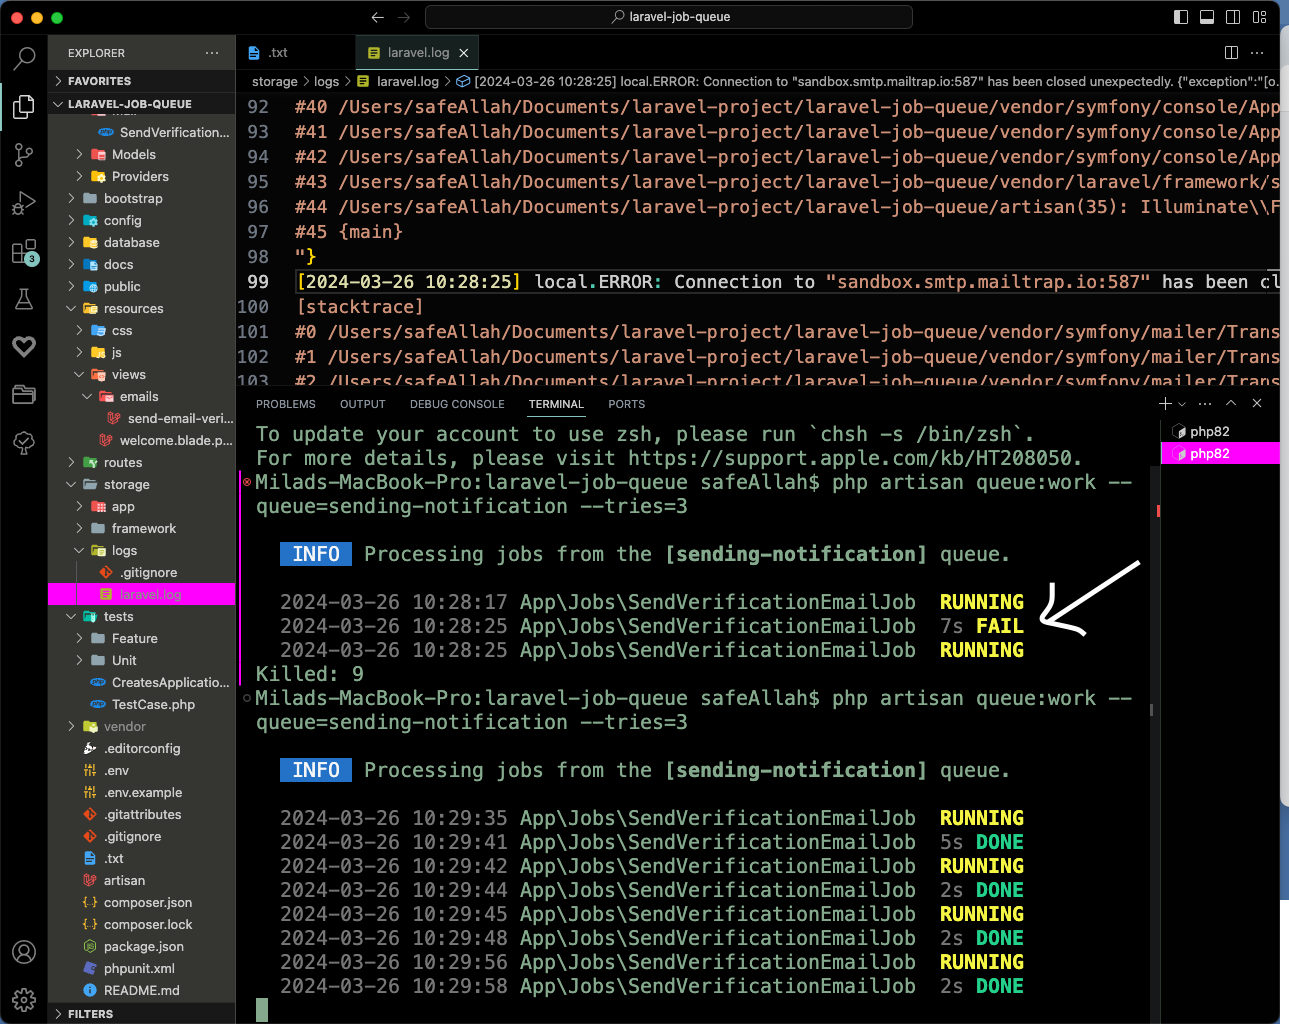 laravel-job-queue
EXPLORER
FAVORITES
LARAVEL-JOB-QUEUE
SendVerification...
Models
Providers
bootstrap
config
database
docs
public
resources
css
js
views
emails
send-email-veri...
welcome.blade.p...
routes
storage
app
framework
logs
.gitignore
laravel.log
tests
Feature
Unit
CreatesApplicatio...
TestCase.php
vendor
.editorconfig
.env
.env.example
.gitattributes
.gitignore
.txt
artisan
composer.json
composer.lock
package.json
phpunit.xml
README.md
FILTERS
3
.txt
laravel.log
storage > logs > laravel.log > [2024-03-26 10:28:25] local.ERROR: Connection to "sandbox.smtp.mailtrap.io:587" has been closed unexpectedly. {"exception":"[o.
92 #40 /Users/safeAllah/Documents/laravel-project/laravel-job-queue/vendor/symfony/console/App
93 #41 /Users/safeAllah/Documents/laravel-project/laravel-job-queue/vendor/symfony/console/App
94 #42 /Users/safeAllah/Documents/laravel-project/laravel-job-queue/vendor/symfony/console/App
95 #43 /Users/safeAllah/Documents/laravel-project/laravel-job-queue/vendor/laravel/framework/s
96 #44 /Users/safeAllah/Documents/laravel-project/laravel-job-queue/artisan(35): Illuminate\\F
97 #45 {main}
98 "}
99 [2024-03-26 10:28:25] local.ERROR: Connection to "sandbox.smtp.mailtrap.io:587" has been cl
100 [stacktrace]
101 #0 /Users/safeAllah/Documents/laravel-project/laravel-job-queue/vendor/symfony/mailer/Trans
102 #1 /Users/safeAllah/Documents/laravel-project/laravel-job-queue/vendor/symfony/mailer/Trans
103 #2 /Users/safeAllah/Documents/laravel-project/laravel-job-queue/vendor/symfony/mailer/Trans
PROBLEMS OUTPUT DEBUG CONSOLE TERMINAL PORTS
php82
php82
To update your account to use zsh, please run `chsh -s /bin/zsh`.
For more details, please visit https://support.apple.com/kb/HT208050.
Milads-MacBook-Pro:laravel-job-queue safeAllah$ php artisan queue:work --
queue=sending-notification --tries=3
INFO Processing jobs from the [sending-notification] queue.
2024-03-26 10:28:17 App\Jobs\SendVerificationEmailJob RUNNING
2024-03-26 10:28:25 App\Jobs\SendVerificationEmailJob 7s FAIL
2024-03-26 10:28:25 App\Jobs\SendVerificationEmailJob RUNNING
Killed: 9
Milads-MacBook-Pro:laravel-job-queue safeAllah$ php artisan queue:work --
queue=sending-notification --tries=3
INFO Processing jobs from the [sending-notification] queue.
2024-03-26 10:29:35 App\Jobs\SendVerificationEmailJob RUNNING
2024-03-26 10:29:41 App\Jobs\SendVerificationEmailJob 5s DONE
2024-03-26 10:29:42 App\Jobs\SendVerificationEmailJob RUNNING
2024-03-26 10:29:44 App\Jobs\SendVerificationEmailJob 2s DONE
2024-03-26 10:29:45 App\Jobs\SendVerificationEmailJob RUNNING
2024-03-26 10:29:48 App\Jobs\SendVerificationEmailJob 2s DONE
2024-03-26 10:29:56 App\Jobs\SendVerificationEmailJob RUNNING
2024-03-26 10:29:58 App\Jobs\SendVerificationEmailJob 2s DONE